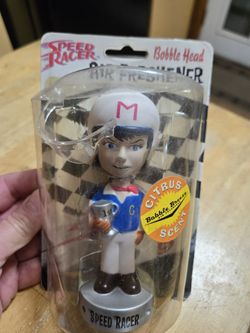 SPEED
RACER
Bobble Head
AIR FRESHENER
M
G
CITRUS
Bobble Breeze
SCENT
SPEED RACER